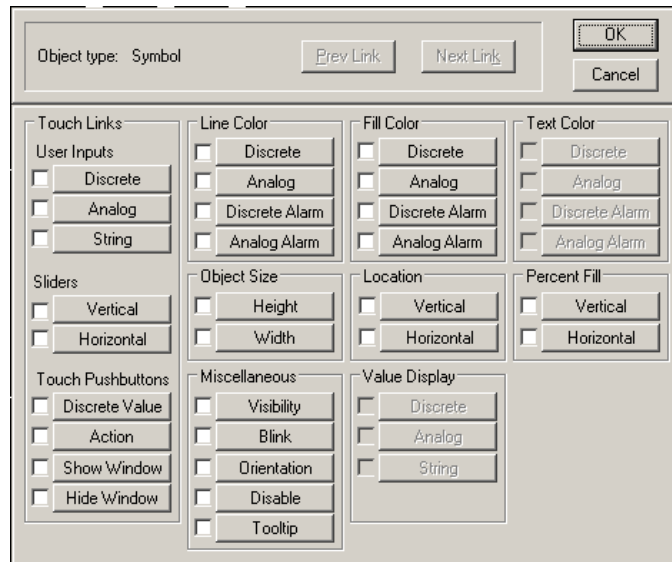 Object type: Symbol
Prev Link
Next Link
OK
Cancel
Touch Links
User Inputs
Discrete
Analog
String
Sliders
Vertical
Horizontal
Touch Pushbuttons
Discrete Value
Action
Show Window
Hide Window
Line Color
Discrete
Analog
Discrete Alarm
Analog Alarm
Object Size
Height
Width
Miscellaneous
Visibility
Blink
Orientation
Disable
Tooltip
Fill Color
Discrete
Analog
Discrete Alarm
Analog Alarm
Location
Vertical
Horizontal
Value Display
Discrete
Analog
String
Text Color
Discrete
Analog
Discrete Alarm
Analog Alarm
Percent Fill
Vertical
Horizontal